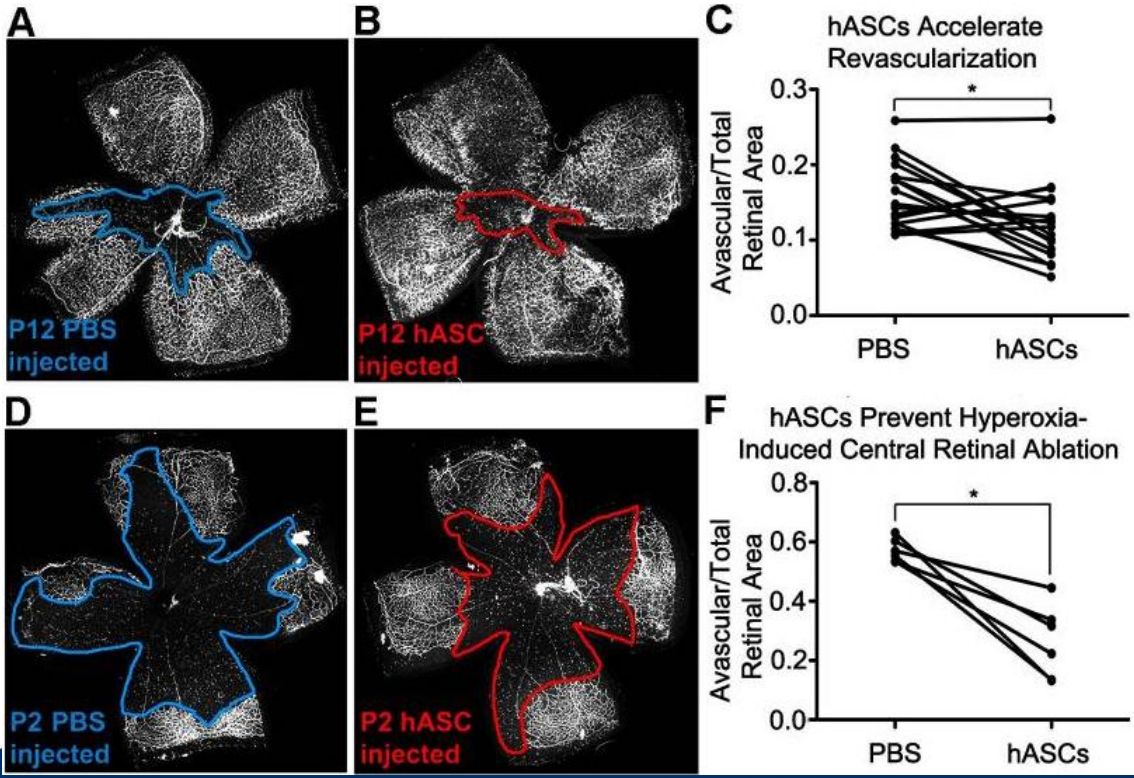 A
P12 PBS
injected
B
P12 hASC
injected
C
hASCs Accelerate
Revascularization
*
0.3
0.2
0.1
0.0
Avascular/Total
Retinal Area
PBS
hASCs
D
P2 PBS
injected
E
P2 hASC
injected
F
hASCs Prevent Hyperoxia-
Induced Central Retinal Ablation
*
0.8
0.6
0.4
0.2
0.0
Avascular/Total
Retinal Area
PBS
hASCs